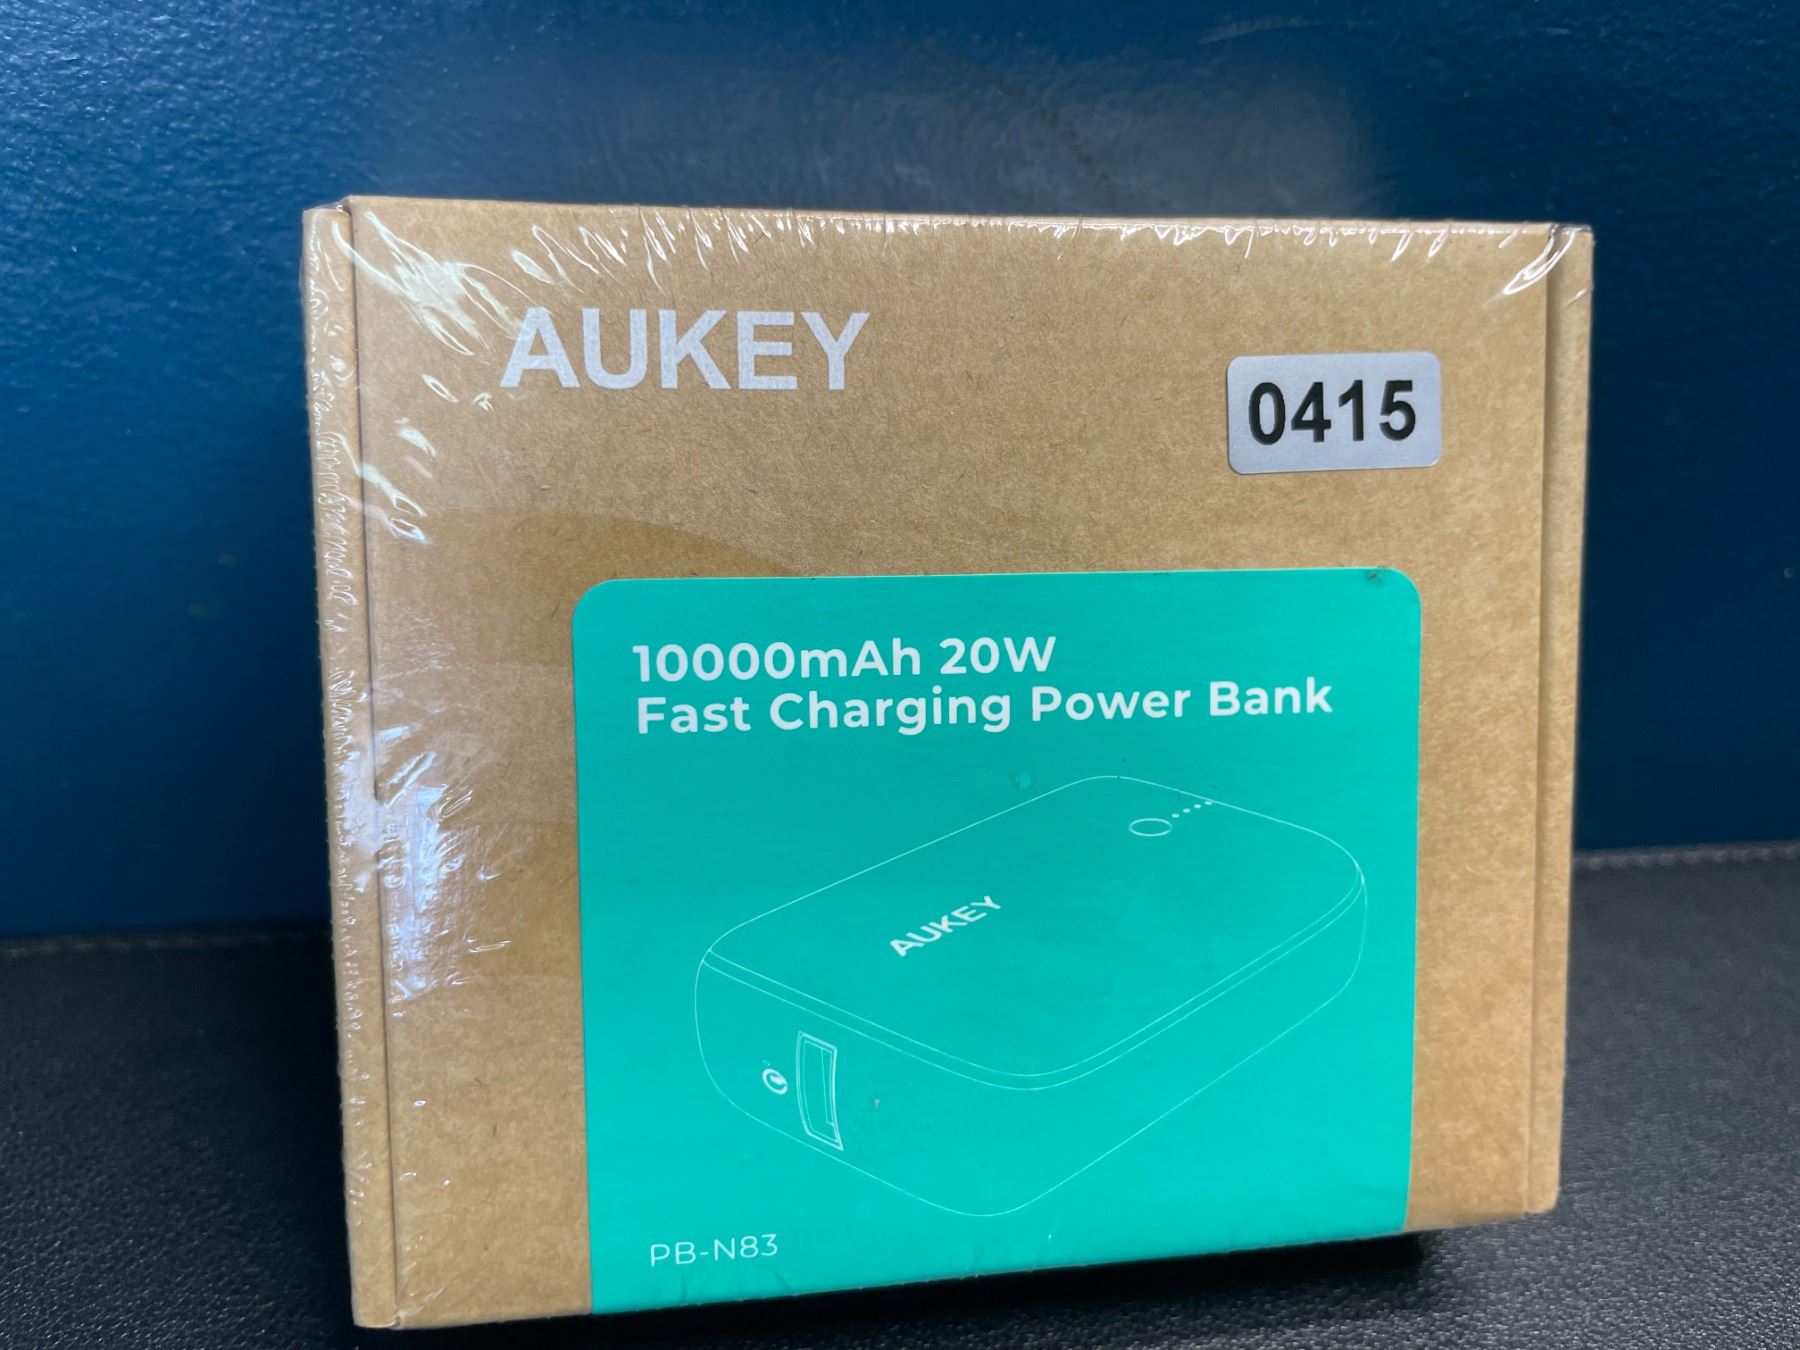 AUKEY
0415
10000mAh 20W
Fast Charging Power Bank
AUKEY
PB-N83